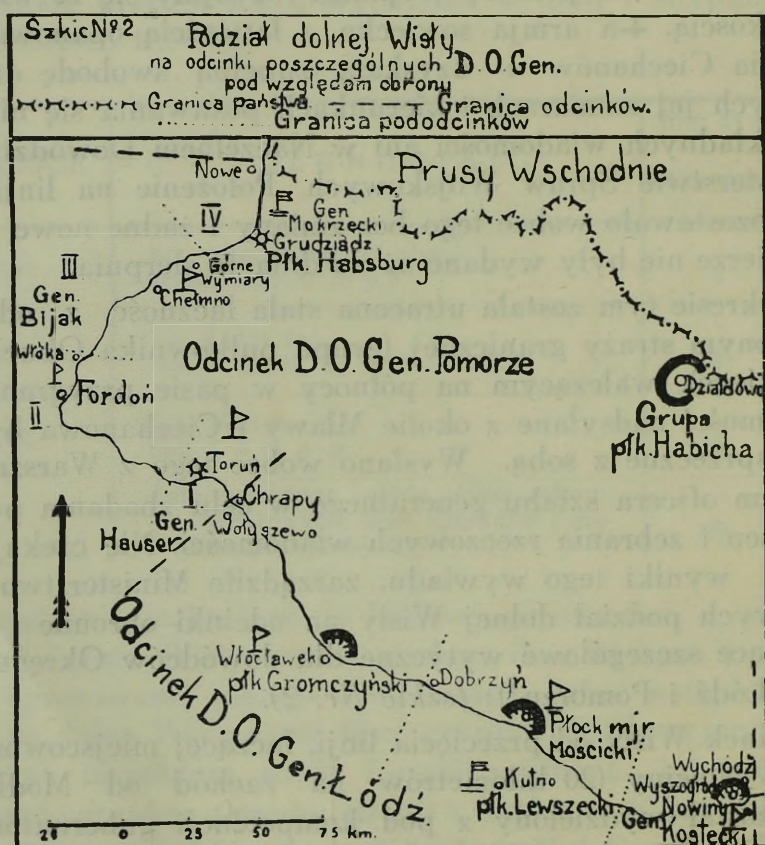 Szkic Nº 2
Podział dolnej Wisły
na odcinki poszczególnych D.O.Gen.
pod względem obrony
Granica państwa Granica odcinków.
Granica pododcinków
Prusy Wschodnie
Nowe
IV
Gen.
Mokrzecki
Grudziądz
Płk. Habsburg
III
Górne
Wymiary
Chełmno
Gen.
Bijak
Włóka
Odcinek D.O.Gen. Pomorze
Fordoń
II
Działdowo
Grupa
płk. Habicha
Toruń
I
Chrapy
Gen.
Hauser
Wołuszewo
Odcinek D.O.Gen. Łódź
Włocławek
płk Gromczyński
Dobrzyń
Płock mjr.
Mościcki
Kutno
płk. Lewszecki
Wychódź
Wyszogród
Nowiny
Gen.
Kostecki
20 0 25 50 75 km.